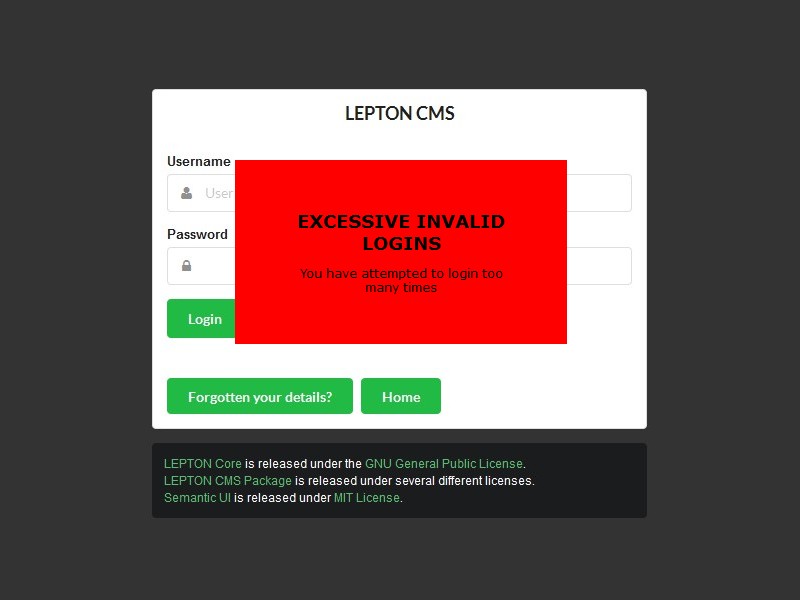 LEPTON CMS
Username
User
EXCESSIVE INVALID
LOGINS
Password
You have attempted to login too
many times
Login
Forgotten your details? Home
LEPTON Core is released under the GNU General Public License.
LEPTON CMS Package is released under several different licenses.
Semantic UI is released under MIT License.